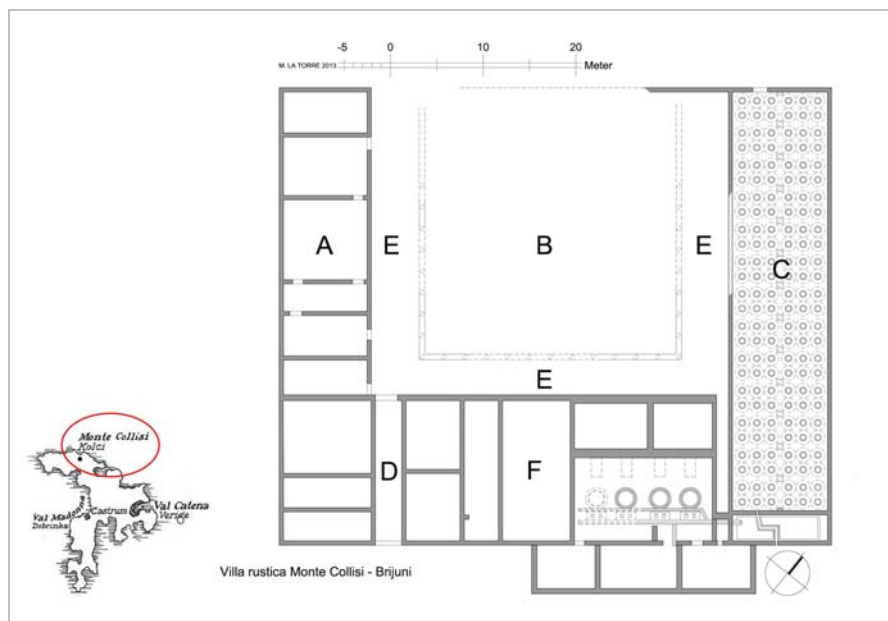 -5 0 10 20
M. LA TORRE 2013 Meter
A E B E C
E
D F
Monte Collisi
Kolci
Val Madonna
Dobrinka
Castrum
Val Catena
Verige
Villa rustica Monte Collisi - Brijuni